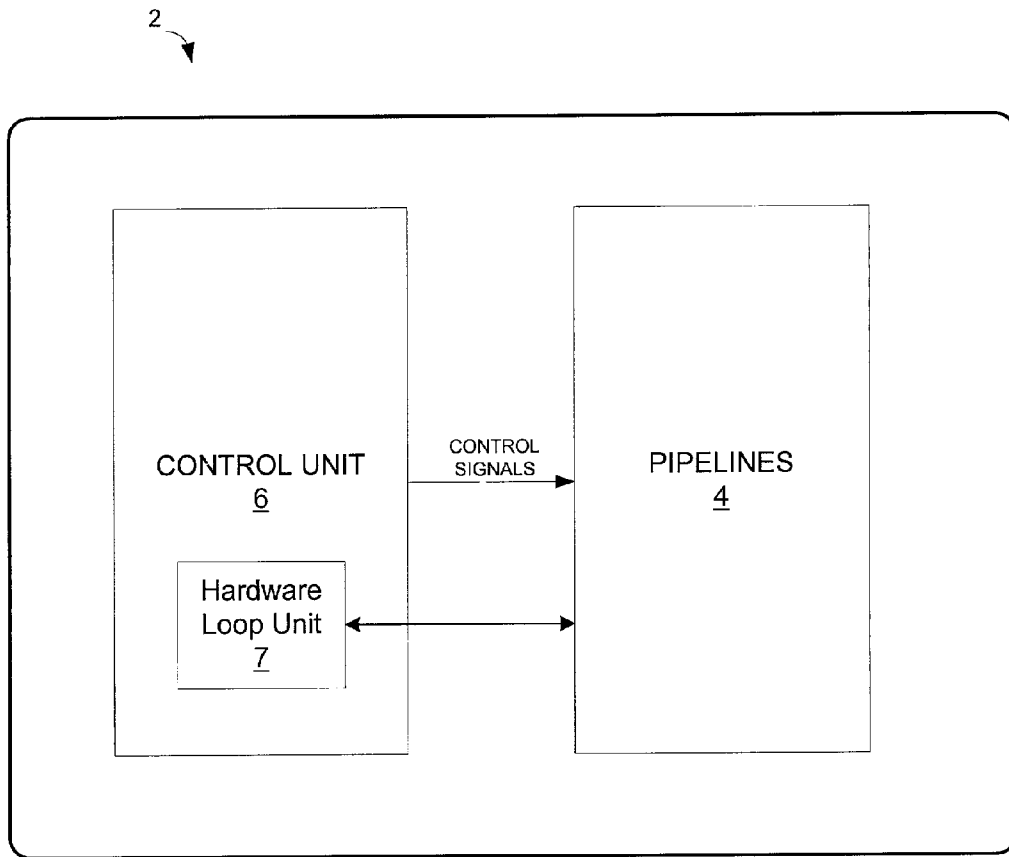 2
CONTROL UNIT
6
Hardware
Loop Unit
7
CONTROL
SIGNALS
PIPELINES
4